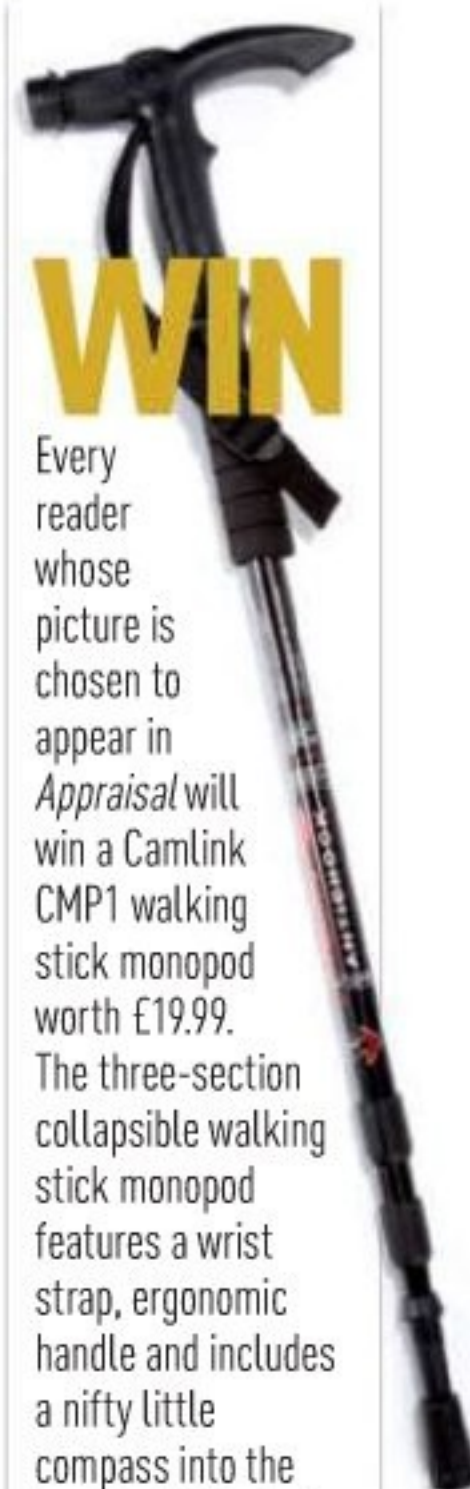 WIN
Every
reader
whose
picture is
chosen to
appear in
Appraisal will
win a Camlink
CMP1 walking
stick monopod
worth £19.99.
The three-section
collapsible walking
stick monopod
features a wrist
strap, ergonomic
handle and includes
a nifty little
compass into the
ANTISHOCK